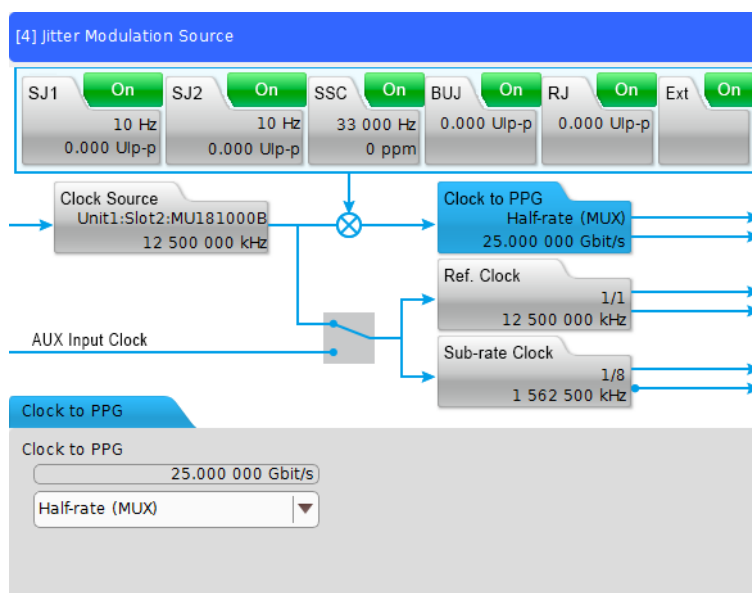 [4] Jitter Modulation Source
SJ1 On SJ2 On SSC On BUJ On RJ On Ext On
10 Hz 10 Hz 33 000 Hz 0.000 UIp-p 0.000 UIp-p
0.000 UIp-p 0.000 UIp-p 0 ppm
Clock Source
Unit1:Slot2:MU181000B
12 500 000 kHz
Clock to PPG
Half-rate (MUX)
25.000 000 Gbit/s
Ref. Clock
1/1
12 500 000 kHz
AUX Input Clock
Sub-rate Clock
1/8
1 562 500 kHz
Clock to PPG
Clock to PPG
25.000 000 Gbit/s
Half-rate (MUX)